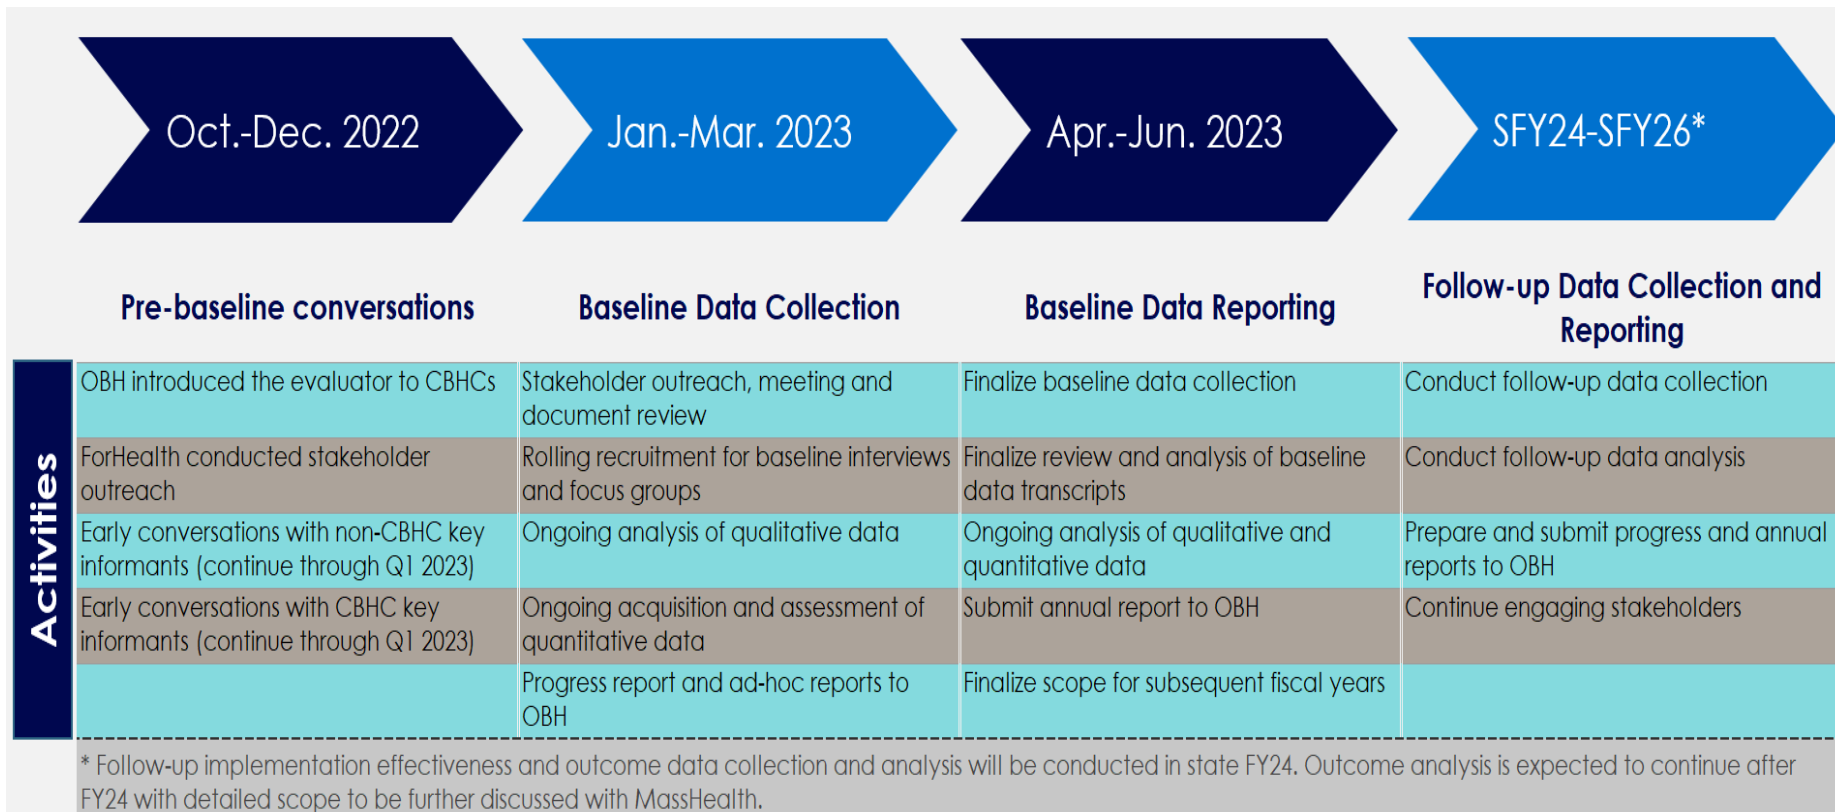 Oct.-Dec. 2022
Jan.-Mar. 2023
Apr.-Jun. 2023
SFY24-SFY26*
Pre-baseline conversations
Baseline Data Collection
Baseline Data Reporting
Follow-up Data Collection and
Reporting
Activities
OBH introduced the evaluator to CBHCs
Stakeholder outreach, meeting and
document review
Finalize baseline data collection
Conduct follow-up data collection
ForHealth conducted stakeholder
outreach
Rolling recruitment for baseline interviews
and focus groups
Finalize review and analysis of baseline
data transcripts
Conduct follow-up data analysis
Early conversations with non-CBHC key
informants (continue through Q1 2023)
Ongoing analysis of qualitative data
Ongoing analysis of qualitative and
quantitative data
Prepare and submit progress and annual
reports to OBH
Early conversations with CBHC key
informants (continue through Q1 2023)
Ongoing acquisition and assessment of
quantitative data
Submit annual report to OBH
Continue engaging stakeholders
Progress report and ad-hoc reports to
OBH
Finalize scope for subsequent fiscal years
* Follow-up implementation effectiveness and outcome data collection and analysis will be conducted in state FY24. Outcome analysis is expected to continue after
FY24 with detailed scope to be further discussed with MassHealth.